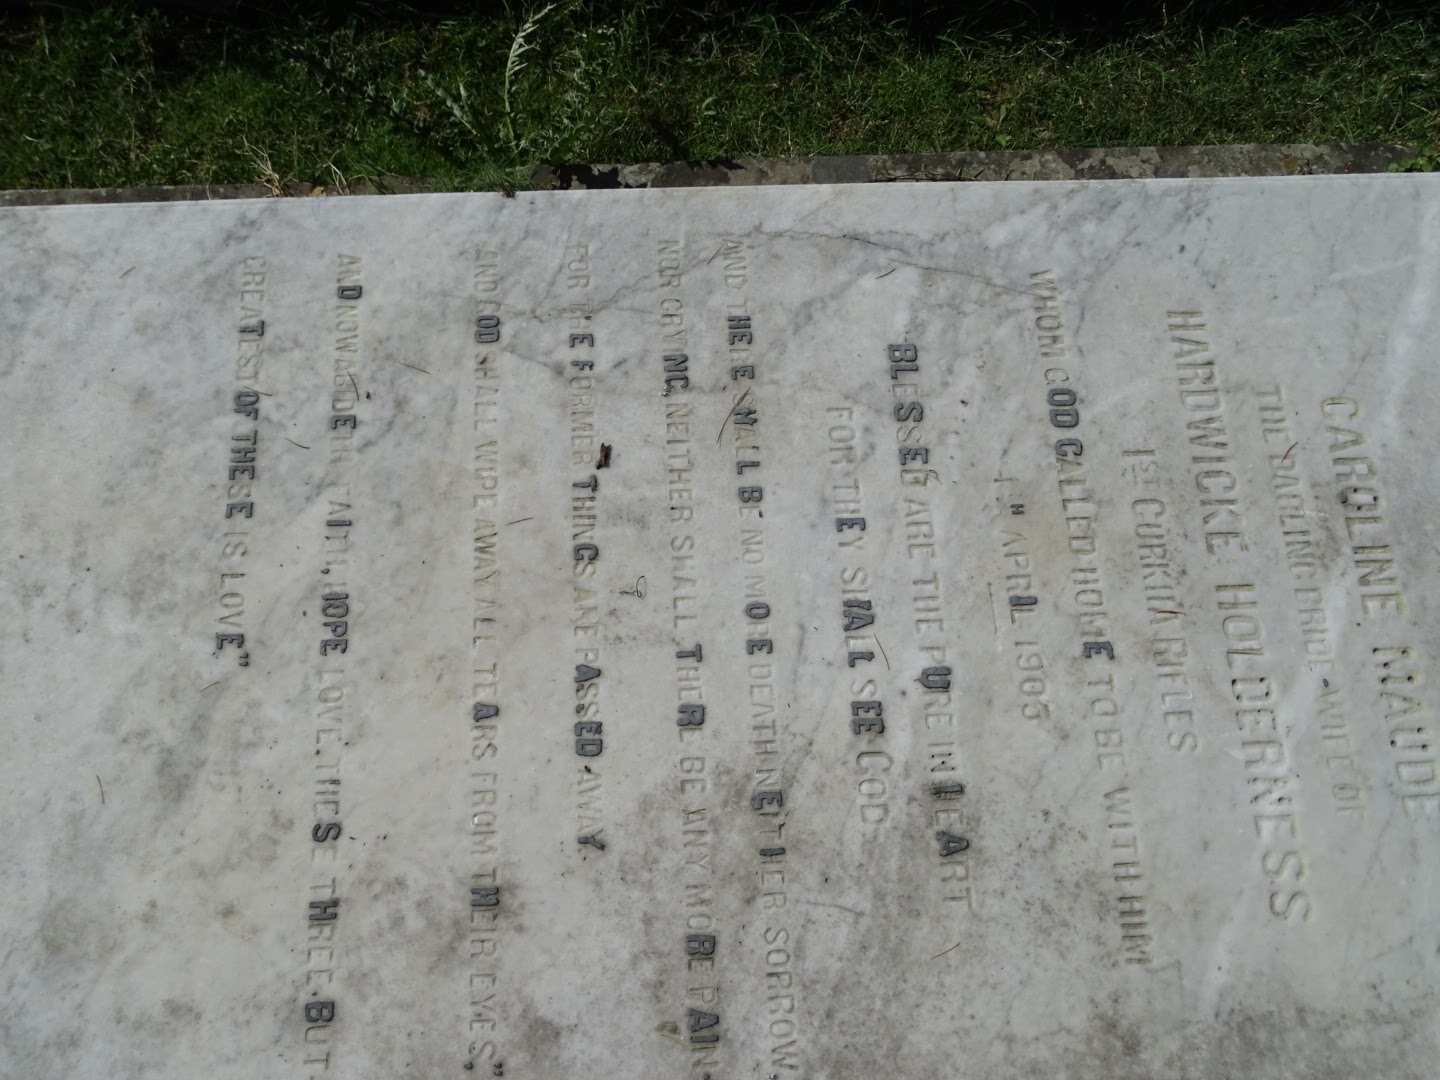 CAROLINE MAUDE
THE DARLING BRIDE-WIFE OF
HARDWICKE HOLDERNESS
1ST GURKHA RIFLES
WHOM GOD CALLED HOME TO BE WITH HIM
APRIL 1905
BLESSED ARE THE PURE IN HEART
FOR THEY SHALL SEE GOD
AND THERE SHALL BE NO MORE DEATH NEITHER SORROW,
NOR CRYING, NEITHER SHALL THERE BE ANY MORE PAIN.
FOR THE FORMER THINGS ARE PASSED AWAY.
AND GOD SHALL WIPE AWAY ALL TEARS FROM THEIR EYES,"
AND NOW ABIDETH FAITH, HOPE LOVE. THESE THREE. BUT
GREATEST OF THESE IS LOVE"